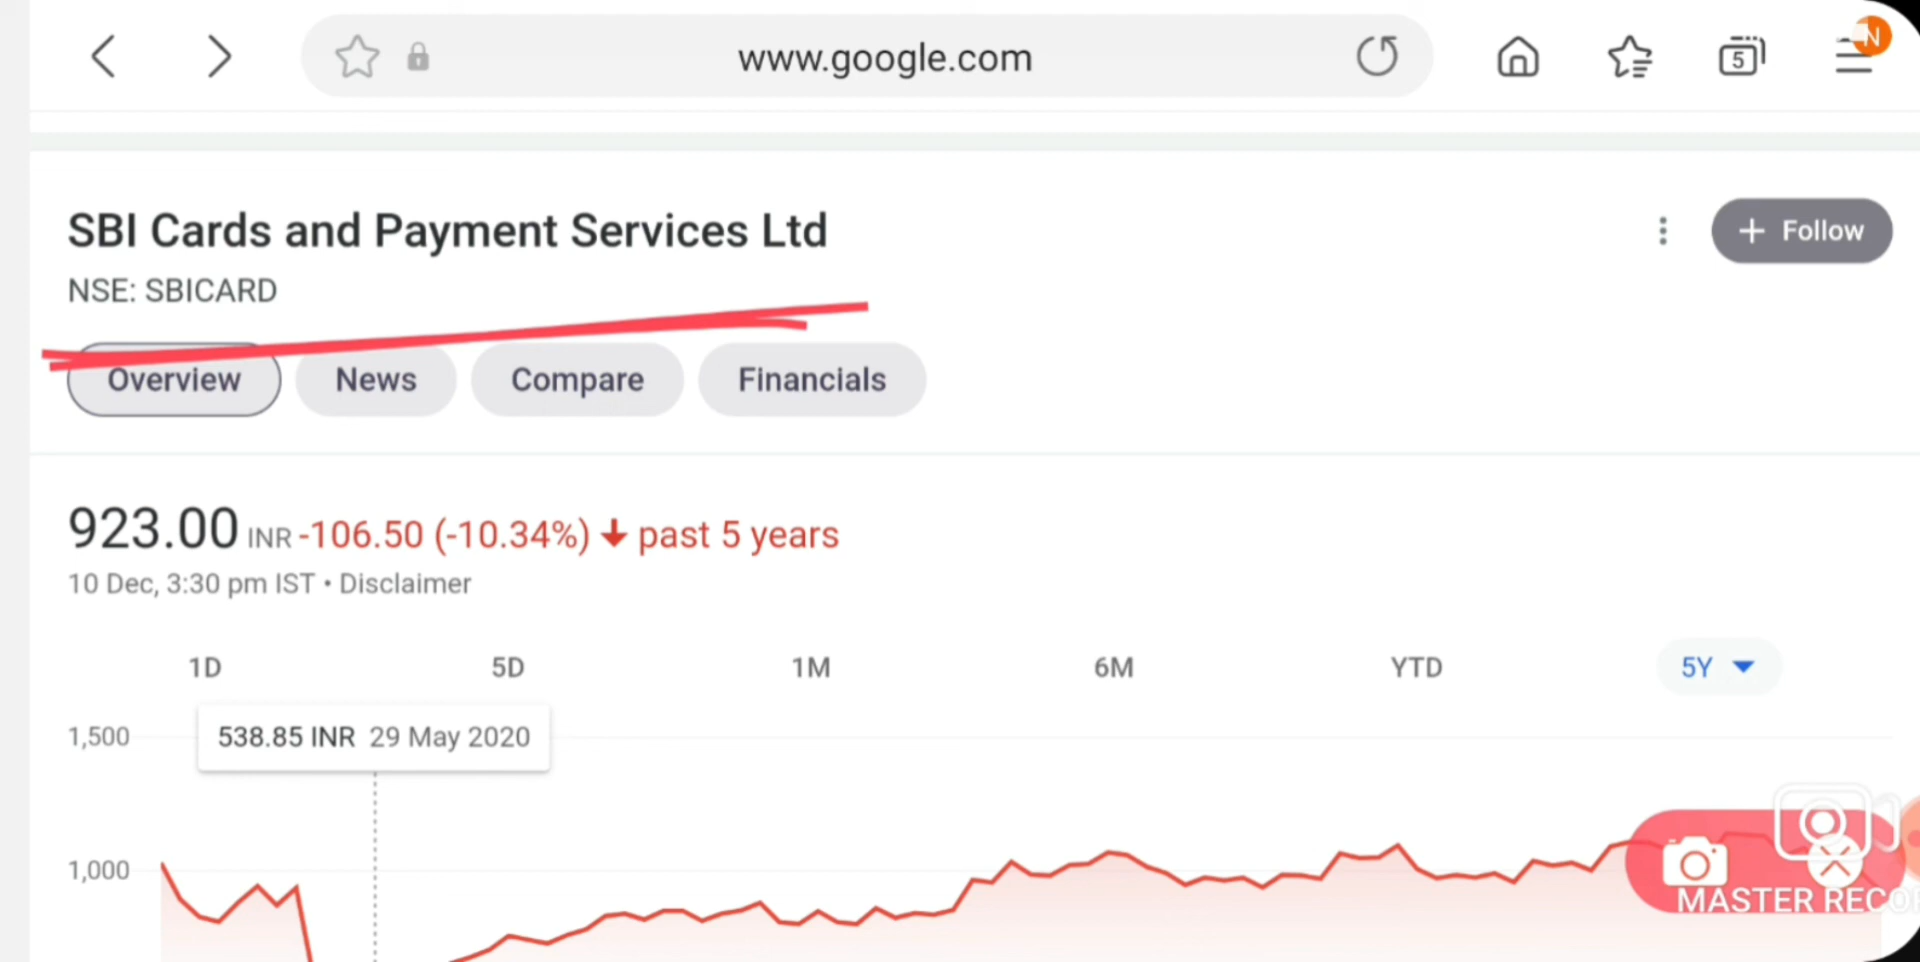 www.google.com
5
N
SBI Cards and Payment Services Ltd
+ Follow
NSE: SBICARD
Overview
News
Compare
Financials
923.00 INR -106.50 (-10.34%) ↓ past 5 years
10 Dec, 3:30 pm IST • Disclaimer
1D 5D 1M 6M YTD 5Y
1,500
538.85 INR 29 May 2020
1,000
MASTER RECO